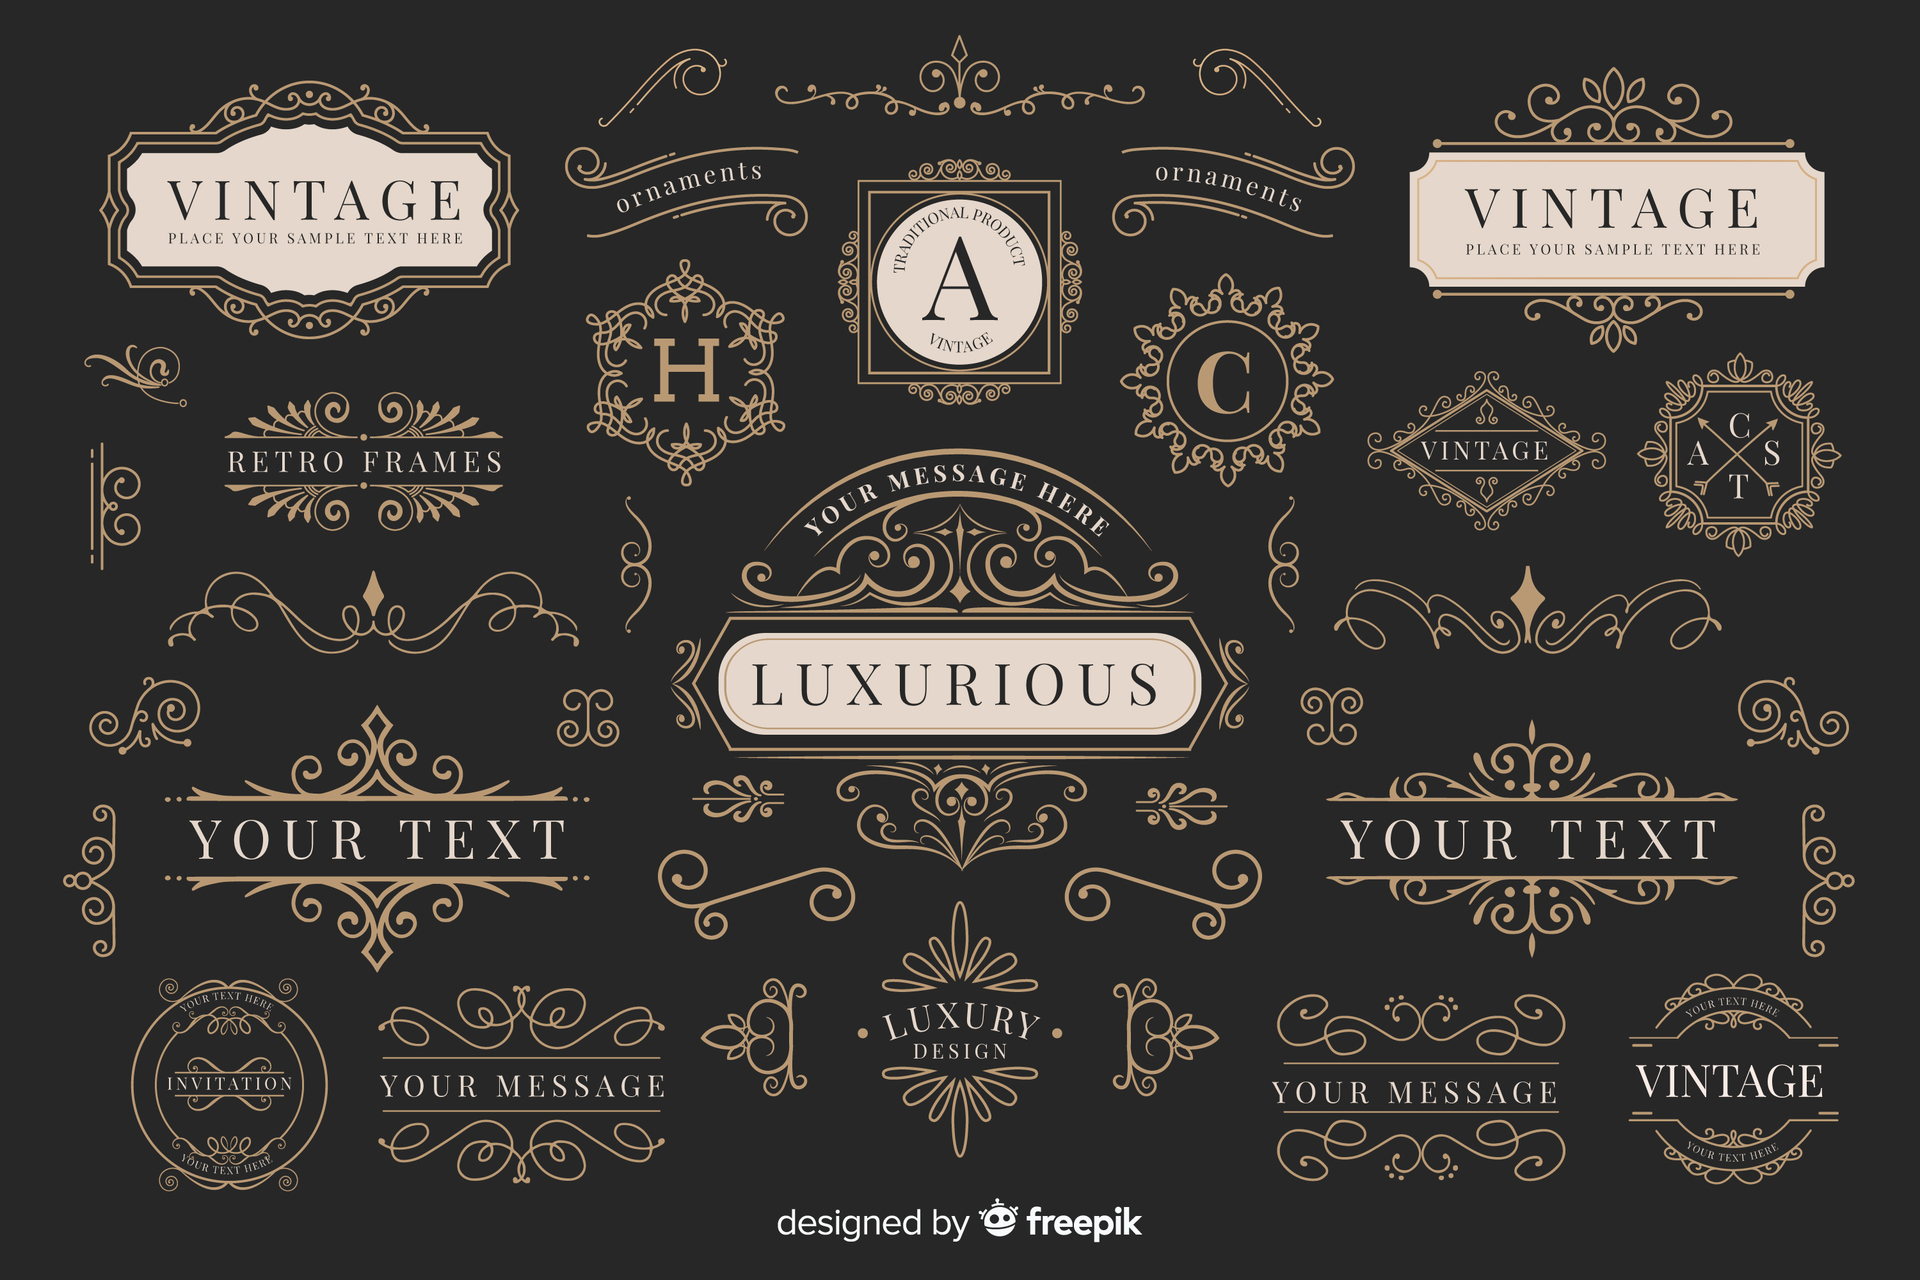 VINTAGE
PLACE YOUR SAMPLE TEXT HERE
ornaments
TRADITIONAL PRODUCT
A
VINTAGE
ornaments
VINTAGE
PLACE YOUR SAMPLE TEXT HERE
H
C
RETRO FRAMES
VINTAGE
C
A S
T
YOUR MESSAGE HERE
LUXURIOUS
YOUR TEXT
YOUR TEXT
YOUR TEXT HERE
INVITATION
YOUR TEXT HERE
YOUR MESSAGE
LUXURY
DESIGN
YOUR MESSAGE
YOUR TEXT HERE
VINTAGE
YOUR TEXT HERE
designed by freepik